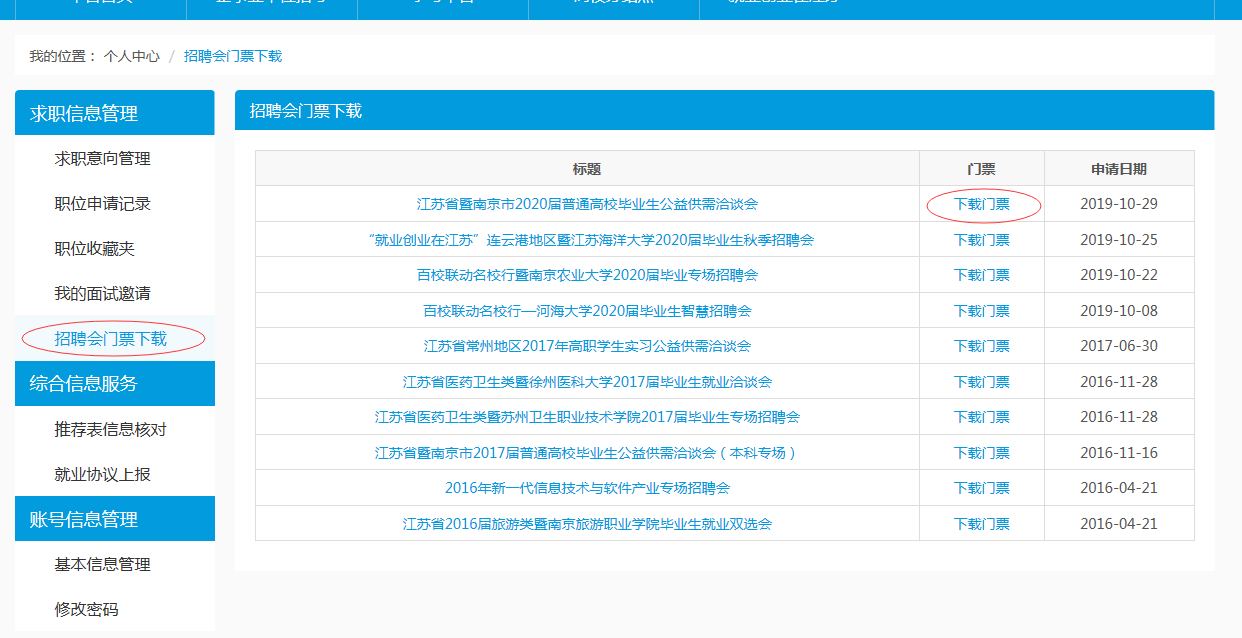 我的位置： 个人中心 / 招聘会门票下载
求职信息管理
求职意向管理
职位申请记录
职位收藏夹
我的面试邀请
招聘会门票下载
综合信息服务
推荐表信息核对
就业协议上报
账号信息管理
基本信息管理
修改密码
招聘会门票下载
标题 门票 申请日期
江苏省暨南京市2020届普通高校毕业生公益供需洽谈会 下载门票 2019-10-29
“就业创业在江苏”连云港地区暨江苏海洋大学2020届毕业生秋季招聘会 下载门票 2019-10-25
百校联动名校行暨南京农业大学2020届毕业专场招聘会 下载门票 2019-10-22
百校联动名校行—河海大学2020届毕业生智慧招聘会 下载门票 2019-10-08
江苏省常州地区2017年高职学生实习公益供需洽谈会 下载门票 2017-06-30
江苏省医药卫生类暨徐州医科大学2017届毕业生就业洽谈会 下载门票 2016-11-28
江苏省医药卫生类暨苏州卫生职业技术学院2017届毕业生专场招聘会 下载门票 2016-11-28
江苏省暨南京市2017届普通高校毕业生公益供需洽谈会（本科专场） 下载门票 2016-11-16
2016年新一代信息技术与软件产业专场招聘会 下载门票 2016-04-21
江苏省2016届旅游类暨南京旅游职业学院毕业生就业双选会 下载门票 2016-04-21